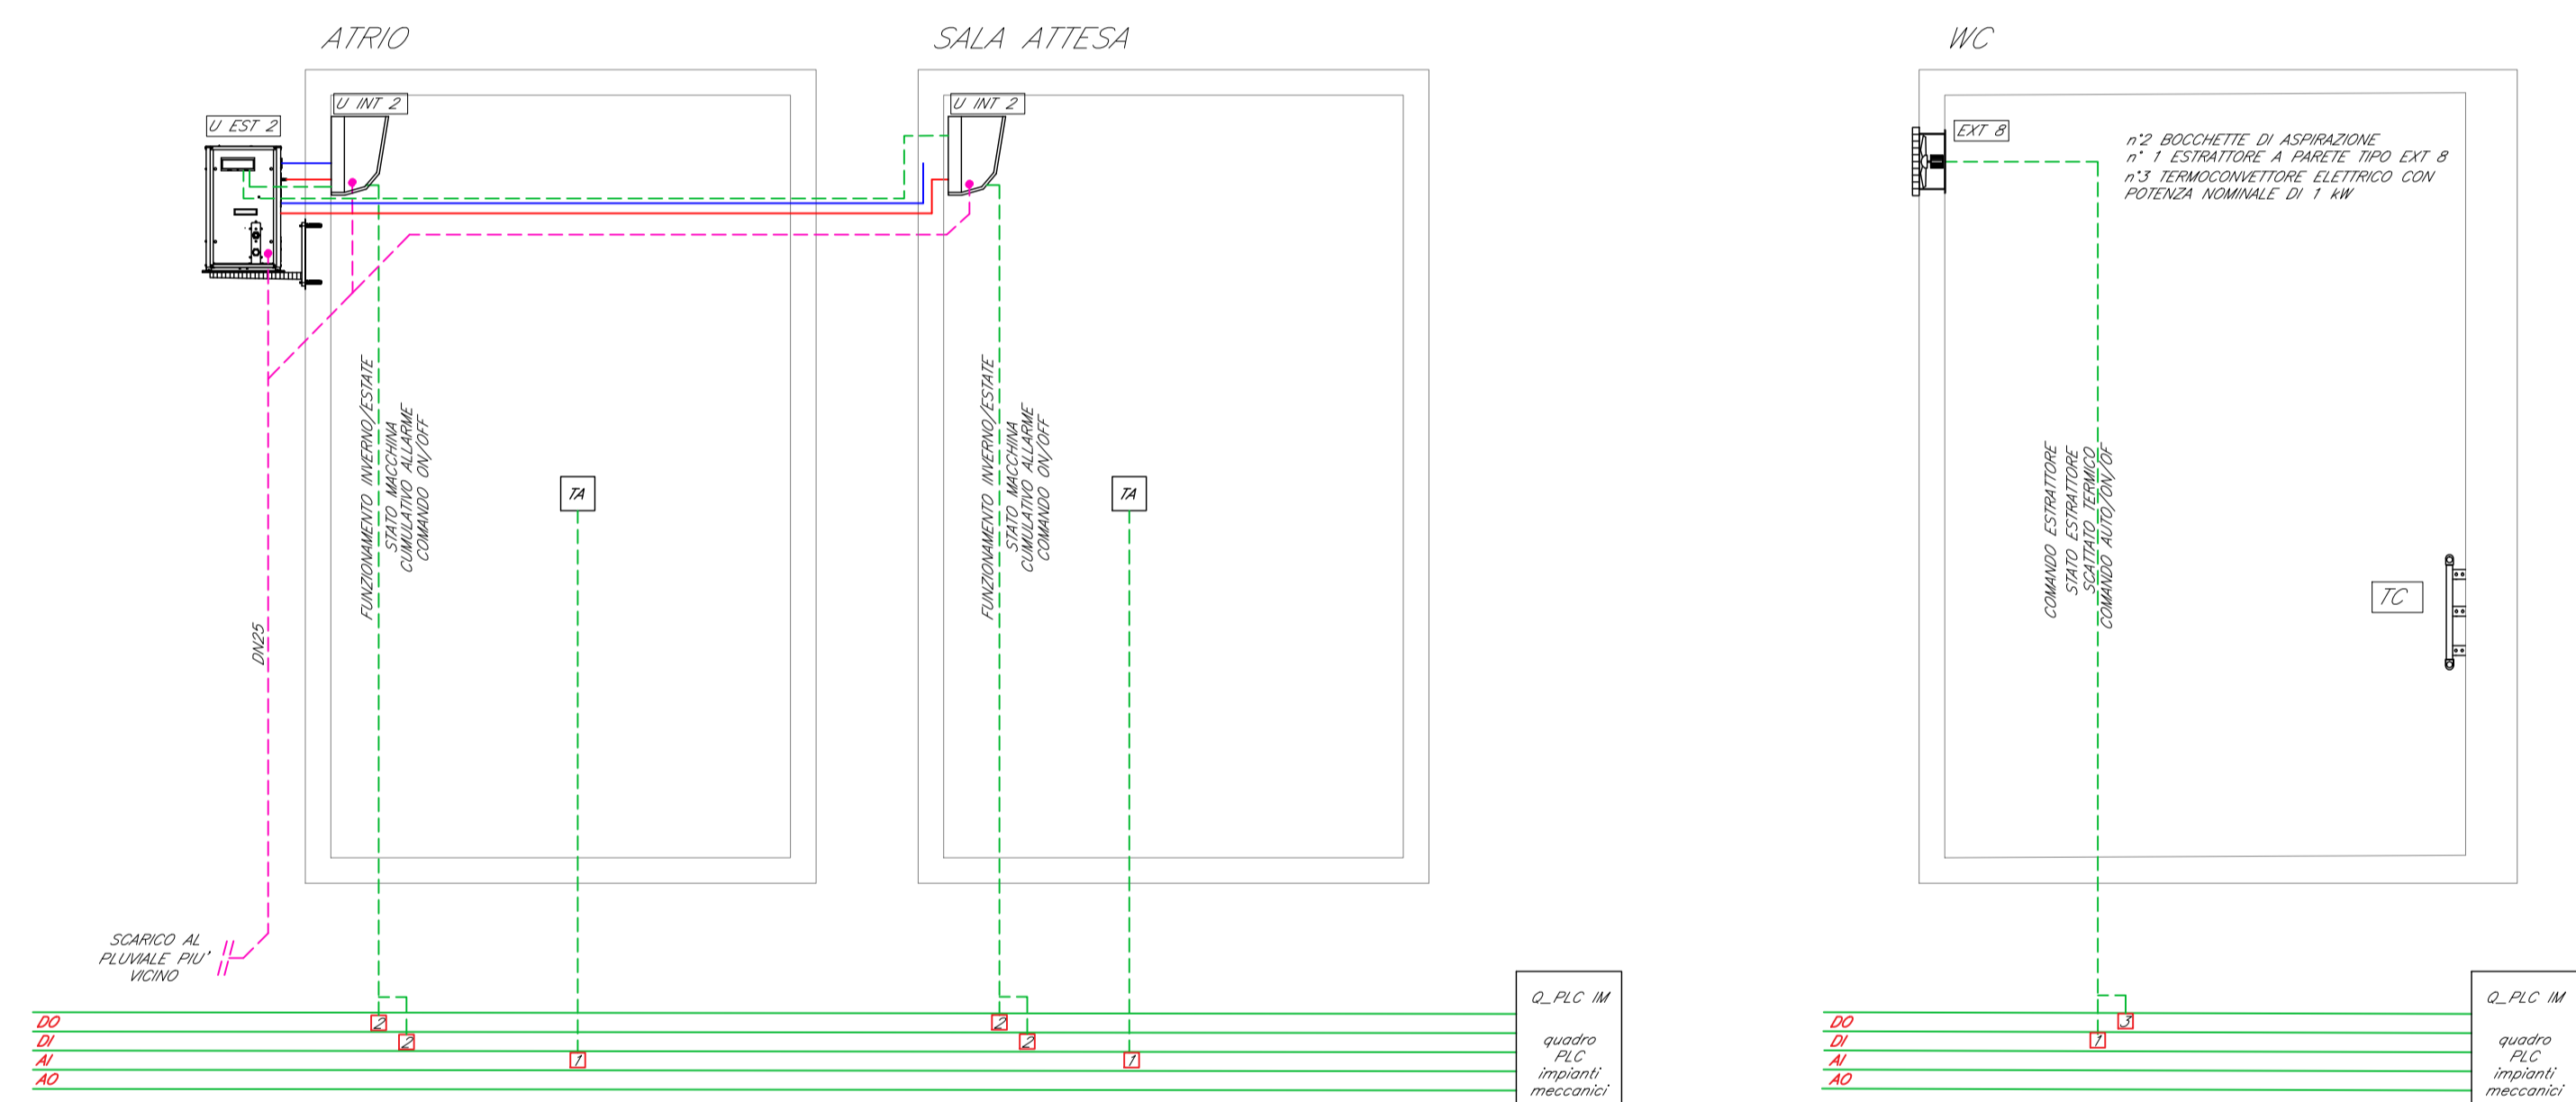 ATRIO
SALA ATTESA
WC
U INT 2
U EST 2
U INT 2
EXT 8
n°2 BOCCHETTE DI ASPIRAZIONE
n° 1 ESTRATTORE A PARETE TIPO EXT 8
n°3 TERMOCONVETTORE ELETTRICO CON
POTENZA NOMINALE DI 1 kW
FUNZIONAMENTO INVERNO/ESTATE
STATO MACCHINA
CUMULATIVO ALLARME
COMANDO ON/OFF
TA
FUNZIONAMENTO INVERNO/ESTATE
STATO MACCHINA
CUMULATIVO ALLARME
COMANDO ON/OFF
TA
COMANDO ESTRATTORE
STATO ESTRATTORE
SCATTATO TERMICO
COMANDO AUTO/ON/OF
TC
DN25
SCARICO AL
PLUVIALE PIU'
VICINO
DO
DI
AI
AO
2
2
1
2
2
1
Q_PLC IM
quadro
PLC
impianti
meccanici
DO
DI
AI
AO
3
1
Q_PLC IM
quadro
PLC
impianti
meccanici